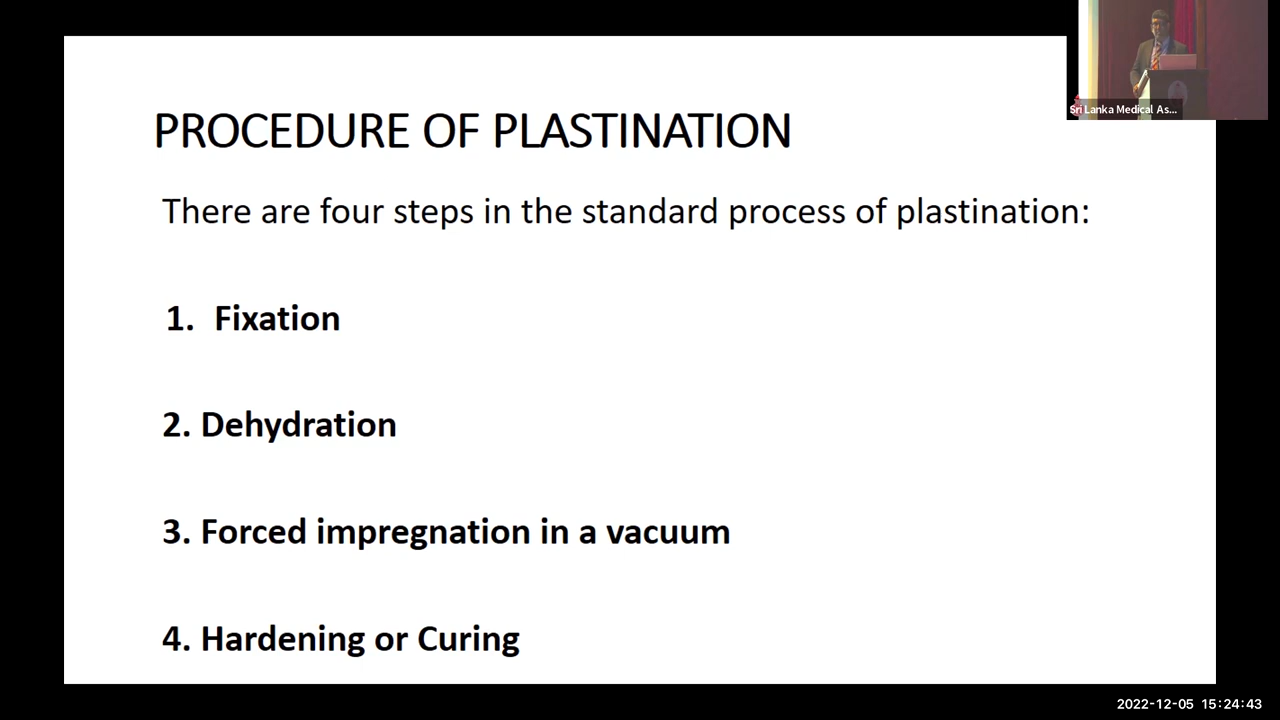 Sri Lanka Medical As...
PROCEDURE OF PLASTINATION
There are four steps in the standard process of plastination:
1. Fixation
2. Dehydration
3. Forced impregnation in a vacuum
4. Hardening or Curing
2022-12-05 15:24:43